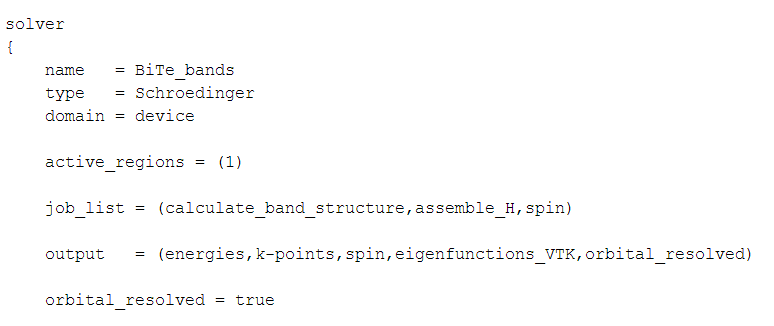 solver
{
name = BiTe_bands
type = Schroedinger
domain = device
active_regions = (1)
job_list = (calculate_band_structure,assemble_H,spin)
output = (energies,k-points,spin,eigenfunctions_VTK,orbital_resolved)
orbital_resolved = true